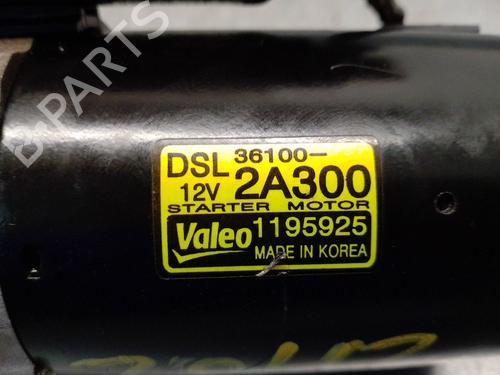 B-Parts
DSL 36100-
12V 2A300
STARTER MOTOR
Valeo 1195925
MADE IN KOREA